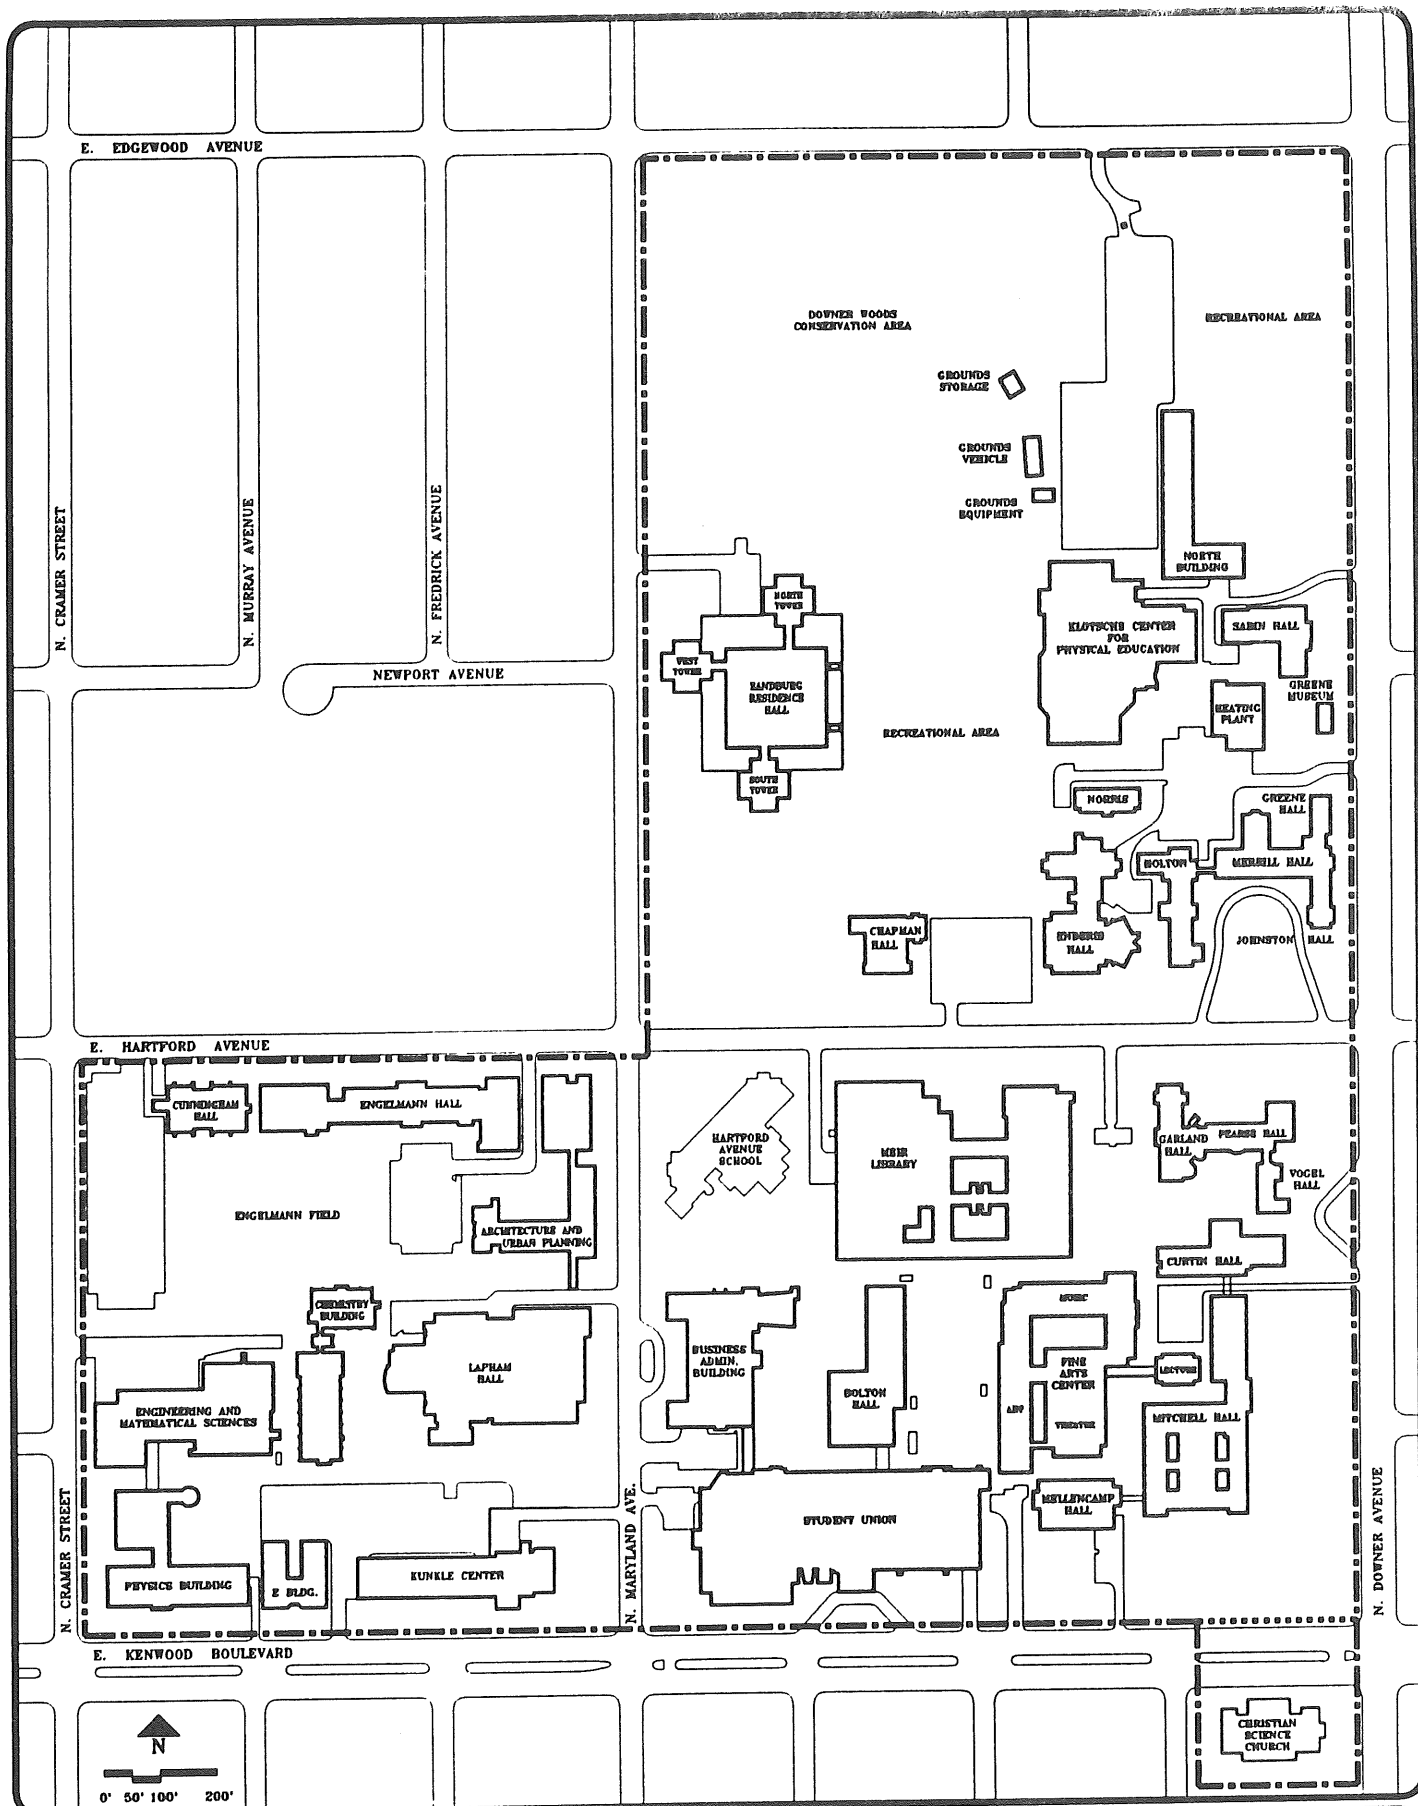 E. EDGEWOOD AVENUE
DOWNER WOODS
CONSERVATION AREA
RECREATIONAL AREA
GROUNDS
STORAGE
GROUNDS
VEHICLE
GROUNDS
EQUIPMENT
N. CRAMER STREET
N. MURRAY AVENUE
N. FREDRICK AVENUE
NORTH
BUILDING
NORTH
TOWER
KLOTSCHE CENTER
FOR
PHYSICAL EDUCATION
SABIN HALL
WEST
TOWER
NEWPORT AVENUE
SANDBURG
RESIDENCE
HALL
GREENE
MUSEUM
HEATING
PLANT
RECREATIONAL AREA
SOUTH
TOWER
NORRIS
GREENE
HALL
HOLTON
MERRILL HALL
CHAPMAN
HALL
ENDERIS
HALL
JOHNSTON HALL
E. HARTFORD AVENUE
CUNNINGHAM
HALL
ENGELMANN HALL
HARTFORD
AVENUE
SCHOOL
MEIR
LIBRARY
GARLAND
HALL
PEARSE HALL
VOGEL
HALL
ENGELMANN FIELD
ARCHITECTURE AND
URBAN PLANNING
CURTIN HALL
CHEMISTRY
BUILDING
MUSIC
LAPHAM
HALL
BUSINESS
ADMIN.
BUILDING
BOLTON
HALL
FINE
ARTS
CENTER
LECTURE
ART
THEATRE
MITCHELL HALL
ENGINEERING AND
MATHMATICAL SCIENCES
MELLENCAMP
HALL
STUDENT UNION
N. CRAMER STREET
N. MARYLAND AVE.
N. DOWNER AVENUE
PHYSICS BUILDING
E BLDG.
KUNKLE CENTER
E. KENWOOD BOULEVARD
CHRISTIAN
SCIENCE
CHURCH
N
0' 50' 100' 200'